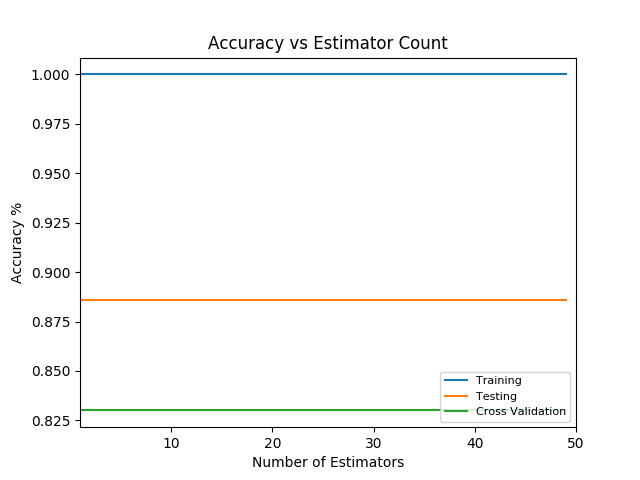 Accuracy vs Estimator Count
1.000
0.975
0.950
0.925
0.900
0.875
0.850
0.825
Accuracy %
10
20
30
40
50
Number of Estimators
Training
Testing
Cross Validation